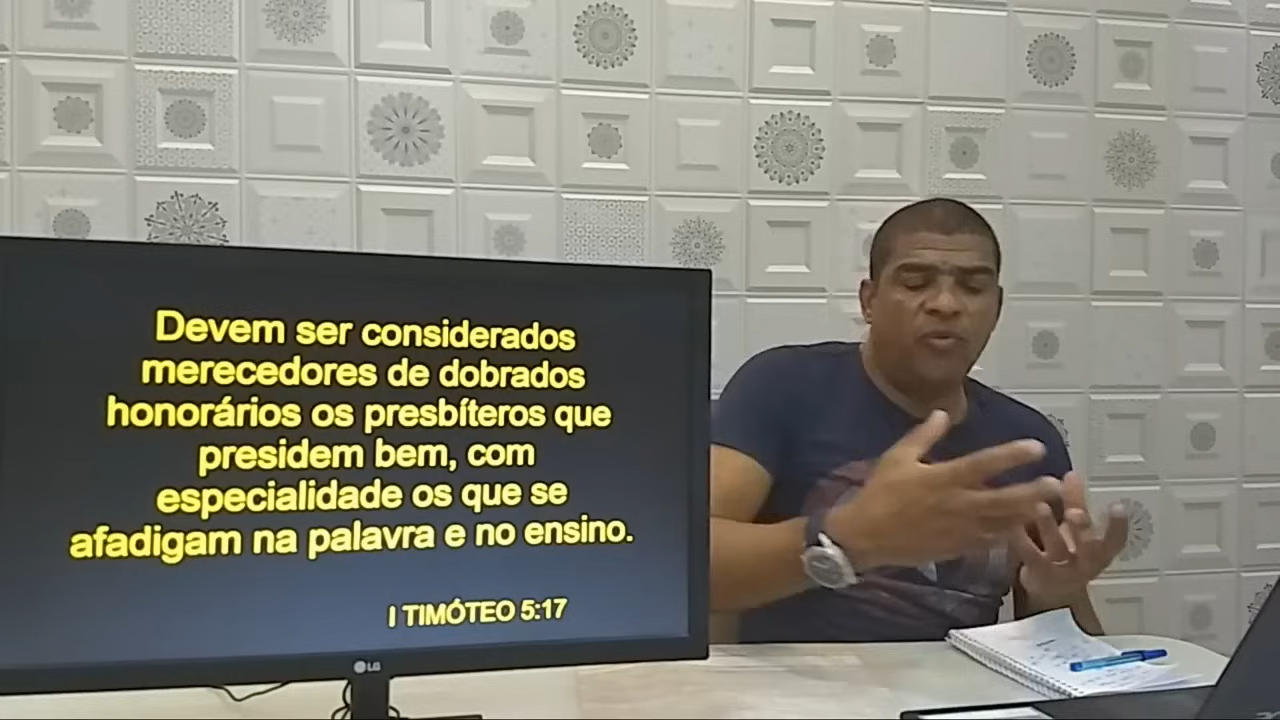 Devem ser considerados
merecedores de dobrados
honorários os presbíteros que
presidem bem, com
especialidade os que se
afadigam na palavra e no ensino.
I TIMÓTEO 5:17
LG